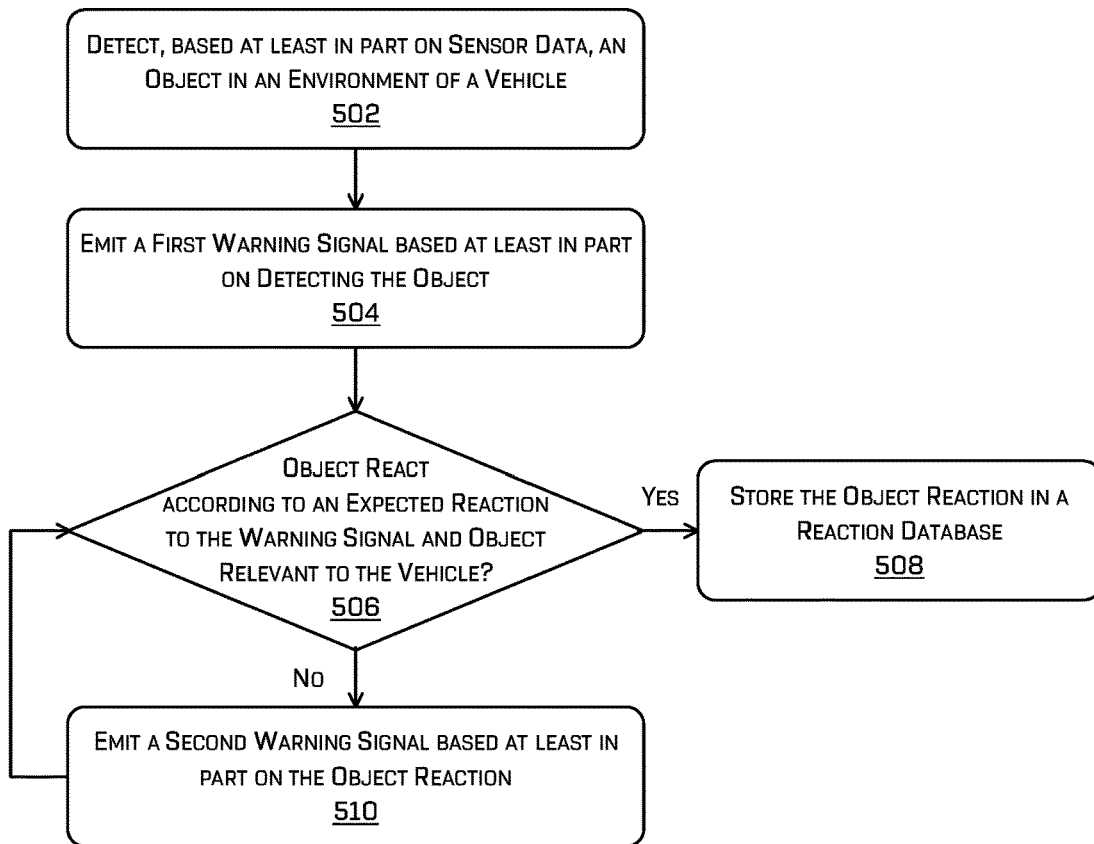 DETECT, BASED AT LEAST IN PART ON SENSOR DATA, AN
OBJECT IN AN ENVIRONMENT OF A VEHICLE
502
EMIT A FIRST WARNING SIGNAL BASED AT LEAST IN PART
ON DETECTING THE OBJECT
504
OBJECT REACT
ACCORDING TO AN EXPECTED REACTION
TO THE WARNING SIGNAL AND OBJECT
RELEVANT TO THE VEHICLE?
506
YES
STORE THE OBJECT REACTION IN A
REACTION DATABASE
508
NO
EMIT A SECOND WARNING SIGNAL BASED AT LEAST IN
PART ON THE OBJECT REACTION
510